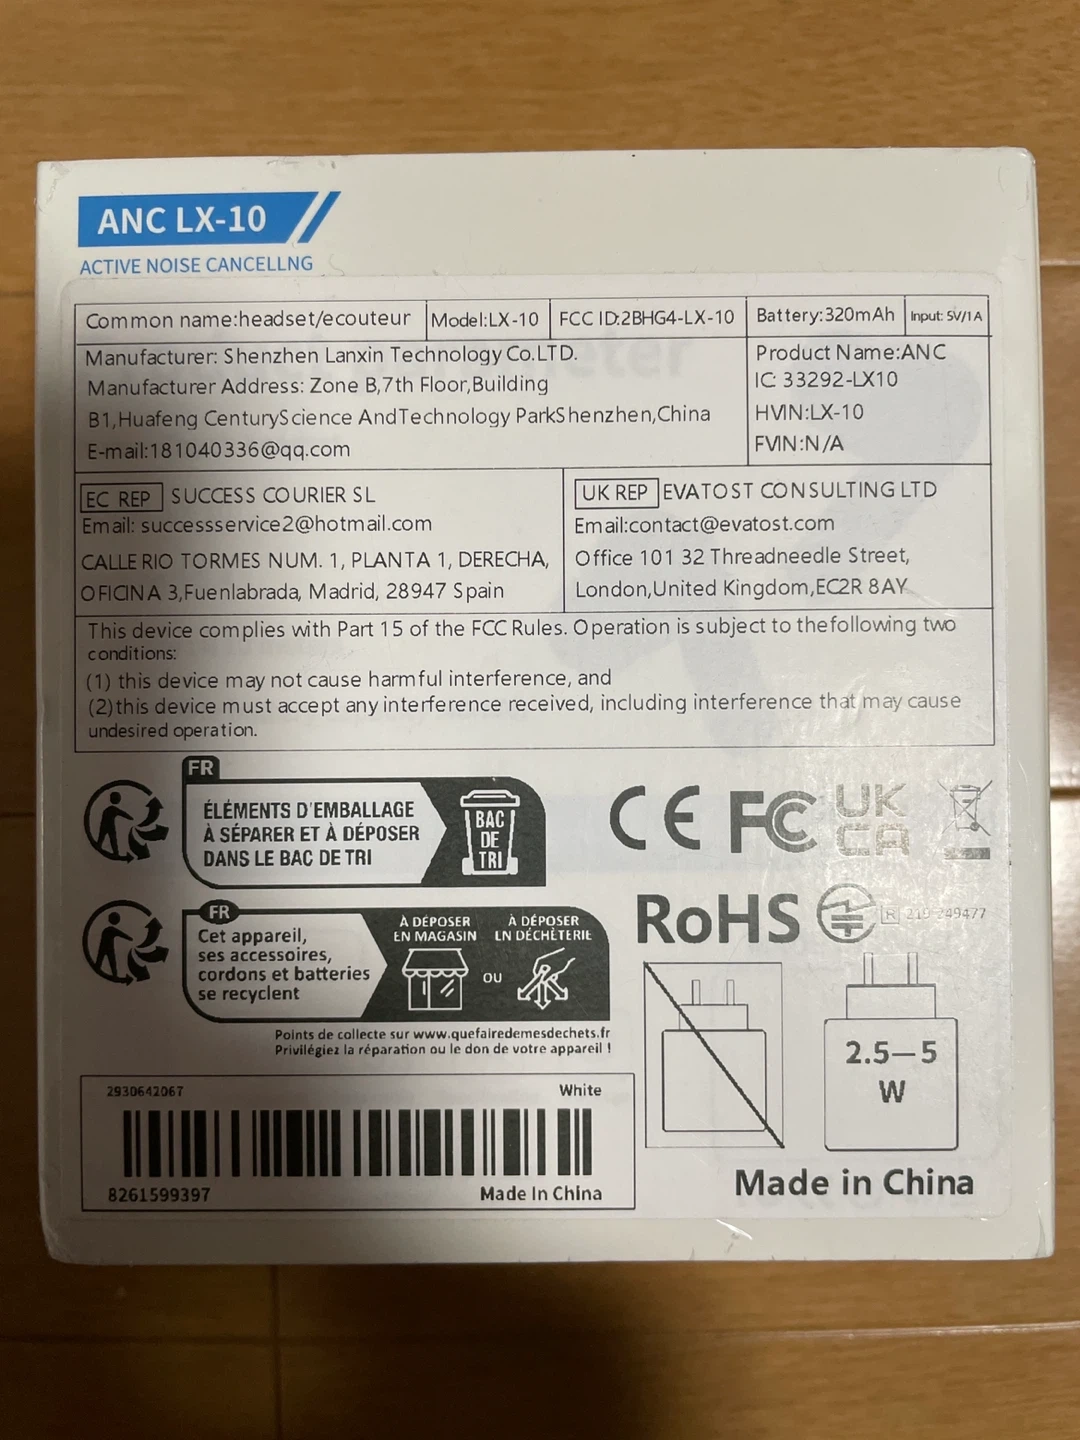 ANC LX-10
ACTIVE NOISE CANCELLNG
Common name:headset/ecouteur
Model:LX-10
FCC ID:2BHG4-LX-10
Battery:320mAh
Input: 5V/1A
Manufacturer: Shenzhen Lanxin Technology Co.LTD.
Manufacturer Address: Zone B,7th Floor,Building
B1,Huafeng CenturyScience AndTechnology ParkShenzhen,China
E-mail:181040336@qq.com
Product Name:ANC
IC: 33292-LX10
HVIN:LX-10
FVIN:N/A
EC REP SUCCESS COURIER SL
Email: successservice2@hotmail.com
CALLE RIO TORMES NUM. 1, PLANTA 1, DERECHA,
OFICINA 3,Fuenlabrada, Madrid, 28947 Spain
UK REP EVATOST CONSULTING LTD
Email:contact@evatost.com
Office 101 32 Threadneedle Street,
London,United Kingdom,EC2R 8AY
This device complies with Part 15 of the FCC Rules. Operation is subject to thefollowing two
conditions:
(1) this device may not cause harmful interference, and
(2)this device must accept any interference received, including interference that may cause
undesired operation.
FR
ÉLÉMENTS D'EMBALLAGE
À SÉPARER ET À DÉPOSER
DANS LE BAC DE TRI
BAC
DE
TRI
CE FC UK
CA
FR
Cet appareil,
ses accessoires,
cordons et batteries
se recyclent
À DÉPOSER
EN MAGASIN
OU
À DÉPOSER
EN DÉCHÈTERIE
Points de collecte sur www.quefairedemesdechets.fr
Privilégiez la réparation ou le don de votre appareil !
RoHS
R 219-249477
2.5—5
W
2930642067
White
8261599397
Made In China
Made in China